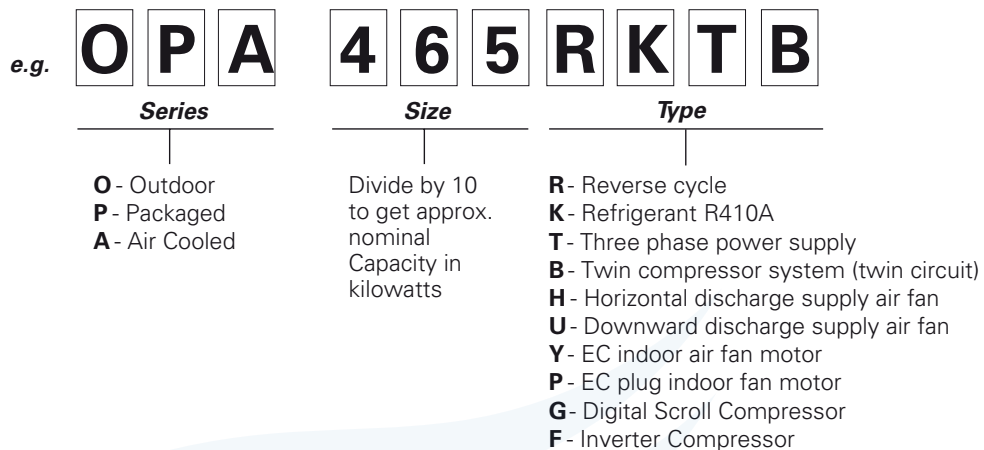 e.g. O P A 4 6 5 R K T B
Series Size Type
O - Outdoor
P - Packaged
A - Air Cooled
Divide by 10
to get approx.
nominal
Capacity in
kilowatts
R - Reverse cycle
K - Refrigerant R410A
T - Three phase power supply
B - Twin compressor system (twin circuit)
H - Horizontal discharge supply air fan
U - Downward discharge supply air fan
Y - EC indoor air fan motor
P - EC plug indoor fan motor
G - Digital Scroll Compressor
F - Inverter Compressor